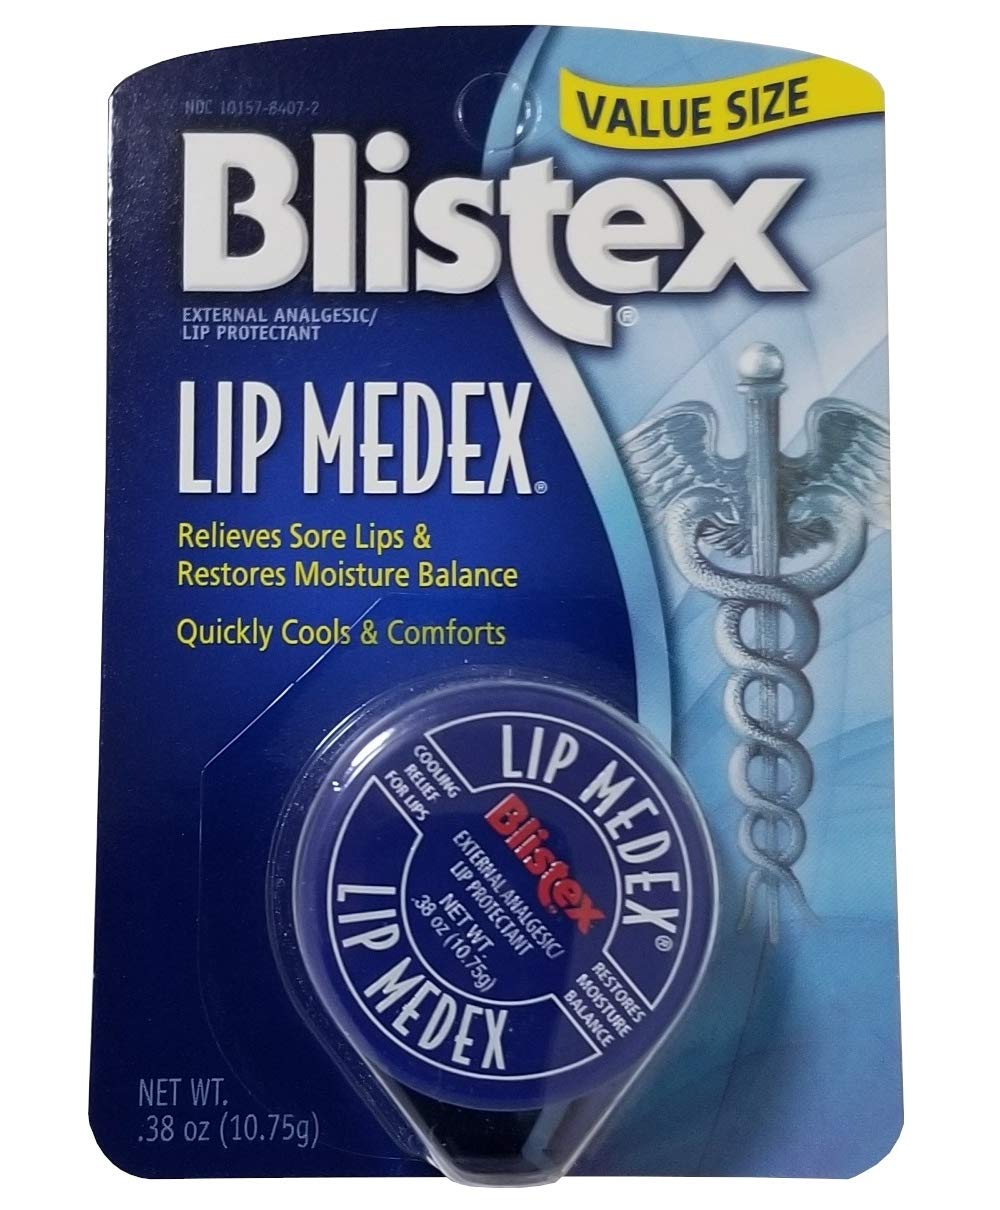 NDC 10157-8407-2
VALUE SIZE
Blistex®
EXTERNAL ANALGESIC/
LIP PROTECTANT
LIP MEDEX®
Relieves Sore Lips &
Restores Moisture Balance
Quickly Cools & Comforts
LIP MEDEX®
COOLING
RELIEF
FOR LIPS
Blistex
EXTERNAL ANALGESIC/
LIP PROTECTANT
NET WT.
.38 oz (10.75g)
RESTORES
MOISTURE
BALANCE
LIP MEDEX
NET WT.
.38 oz (10.75g)